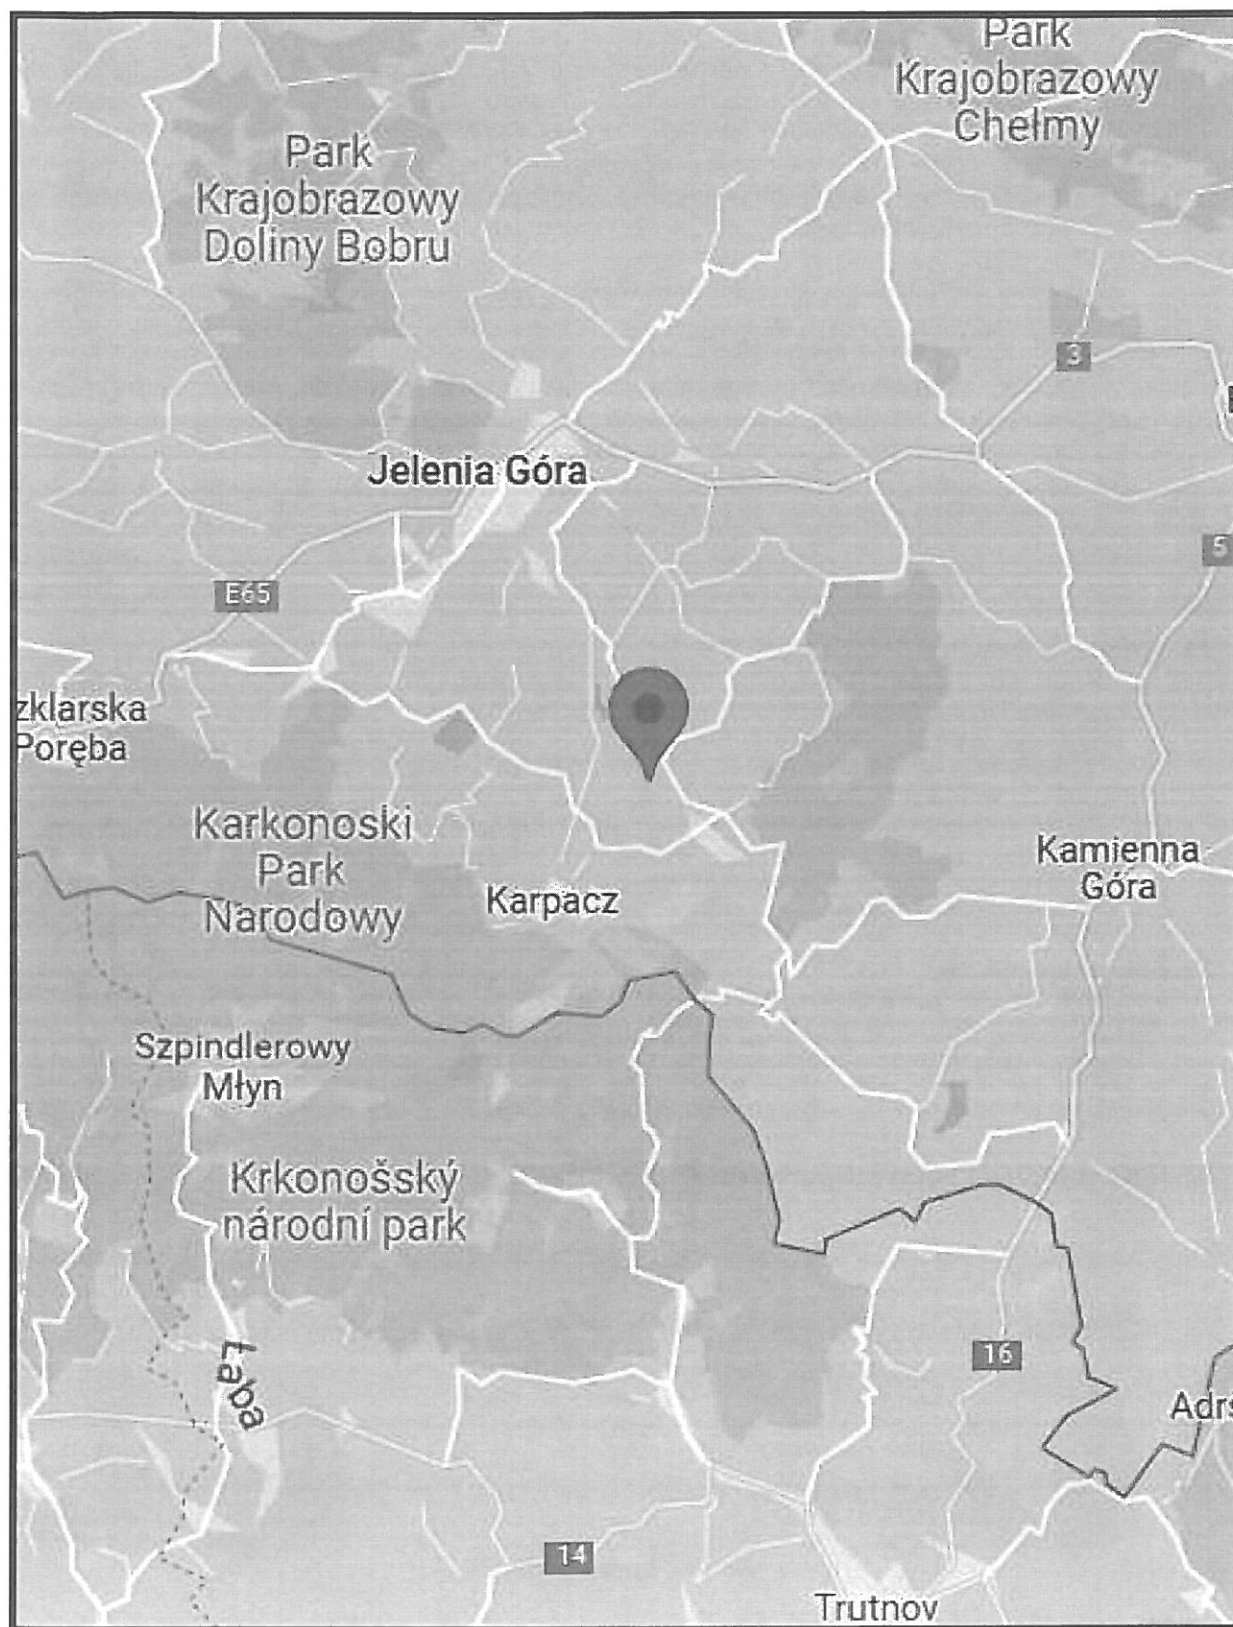 Park
Krajobrazowy
Chełmy
Park
Krajobrazowy
Doliny Bobru
3
Jelenia Góra
5
E65
zklarska
Poręba
Karkonoski
Park
Narodowy
Kamienna
Góra
Karpacz
Szpindlerowy
Młyn
Krkonošský
národní park
16
Łaba
Adrš
14
Trutnov